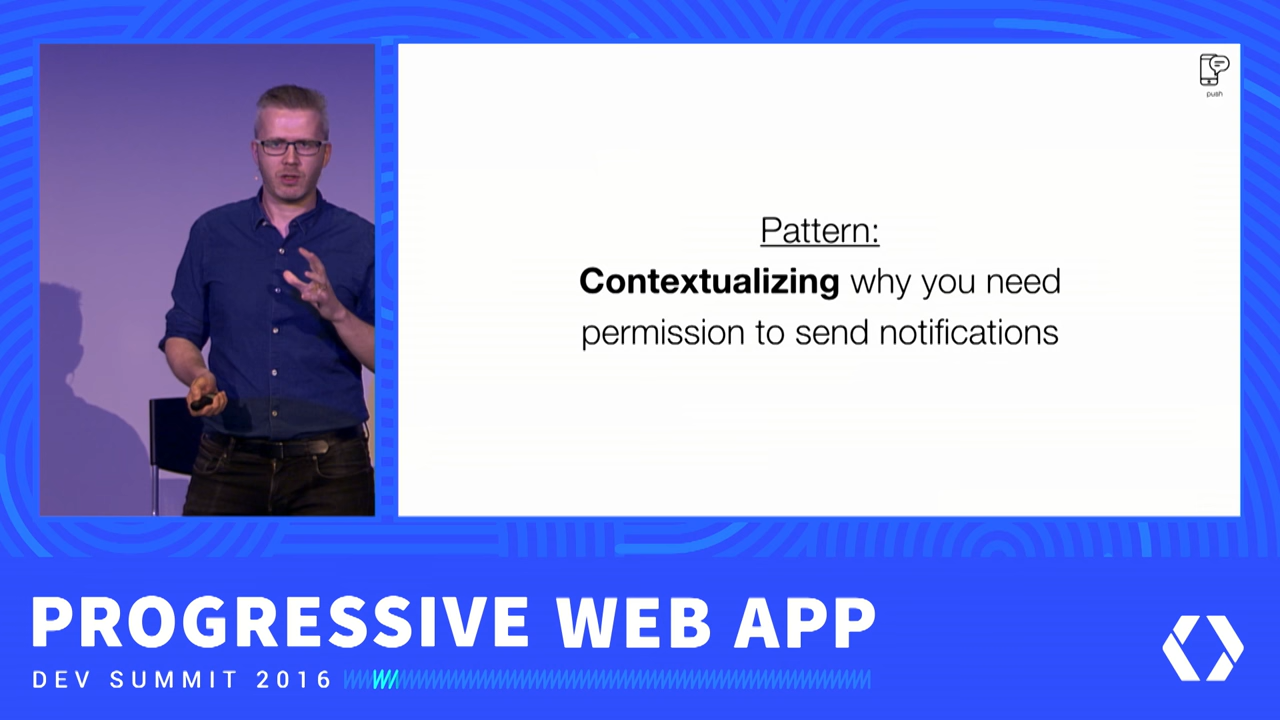 push
Pattern:
Contextualizing why you need
permission to send notifications
PROGRESSIVE WEB APP
DEV SUMMIT 2016